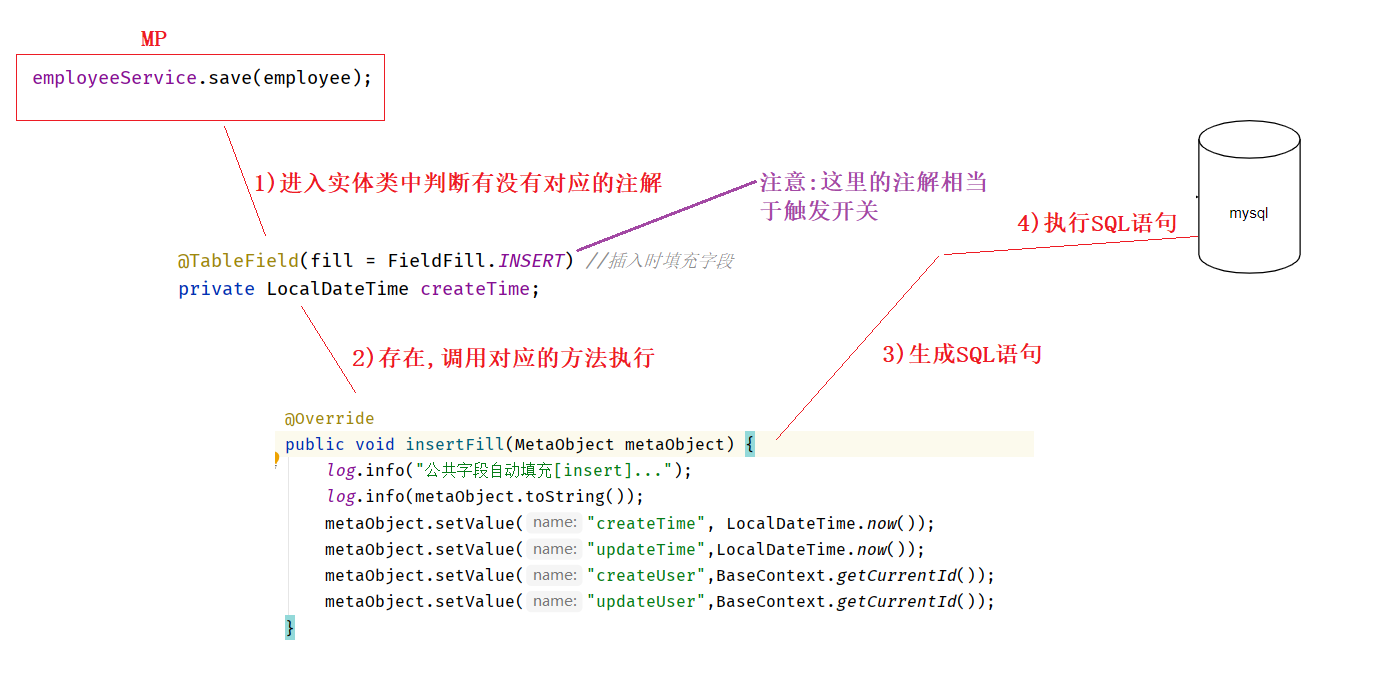 MP
employeeService.save(employee);
1)进入实体类中判断有没有对应的注解
注意:这里的注解相当
于触发开关
@TableField(fill = FieldFill.INSERT) //插入时填充字段
private LocalDateTime createTime;
2)存在,调用对应的方法执行
@Override
public void insertFill(MetaObject metaObject) {
log.info("公共字段自动填充[insert]...");
log.info(metaObject.toString());
metaObject.setValue( name: "createTime", LocalDateTime.now());
metaObject.setValue( name: "updateTime",LocalDateTime.now());
metaObject.setValue( name: "createUser",BaseContext.getCurrentId());
metaObject.setValue( name: "updateUser",BaseContext.getCurrentId());
}
3)生成SQL语句
4)执行SQL语句
mysql